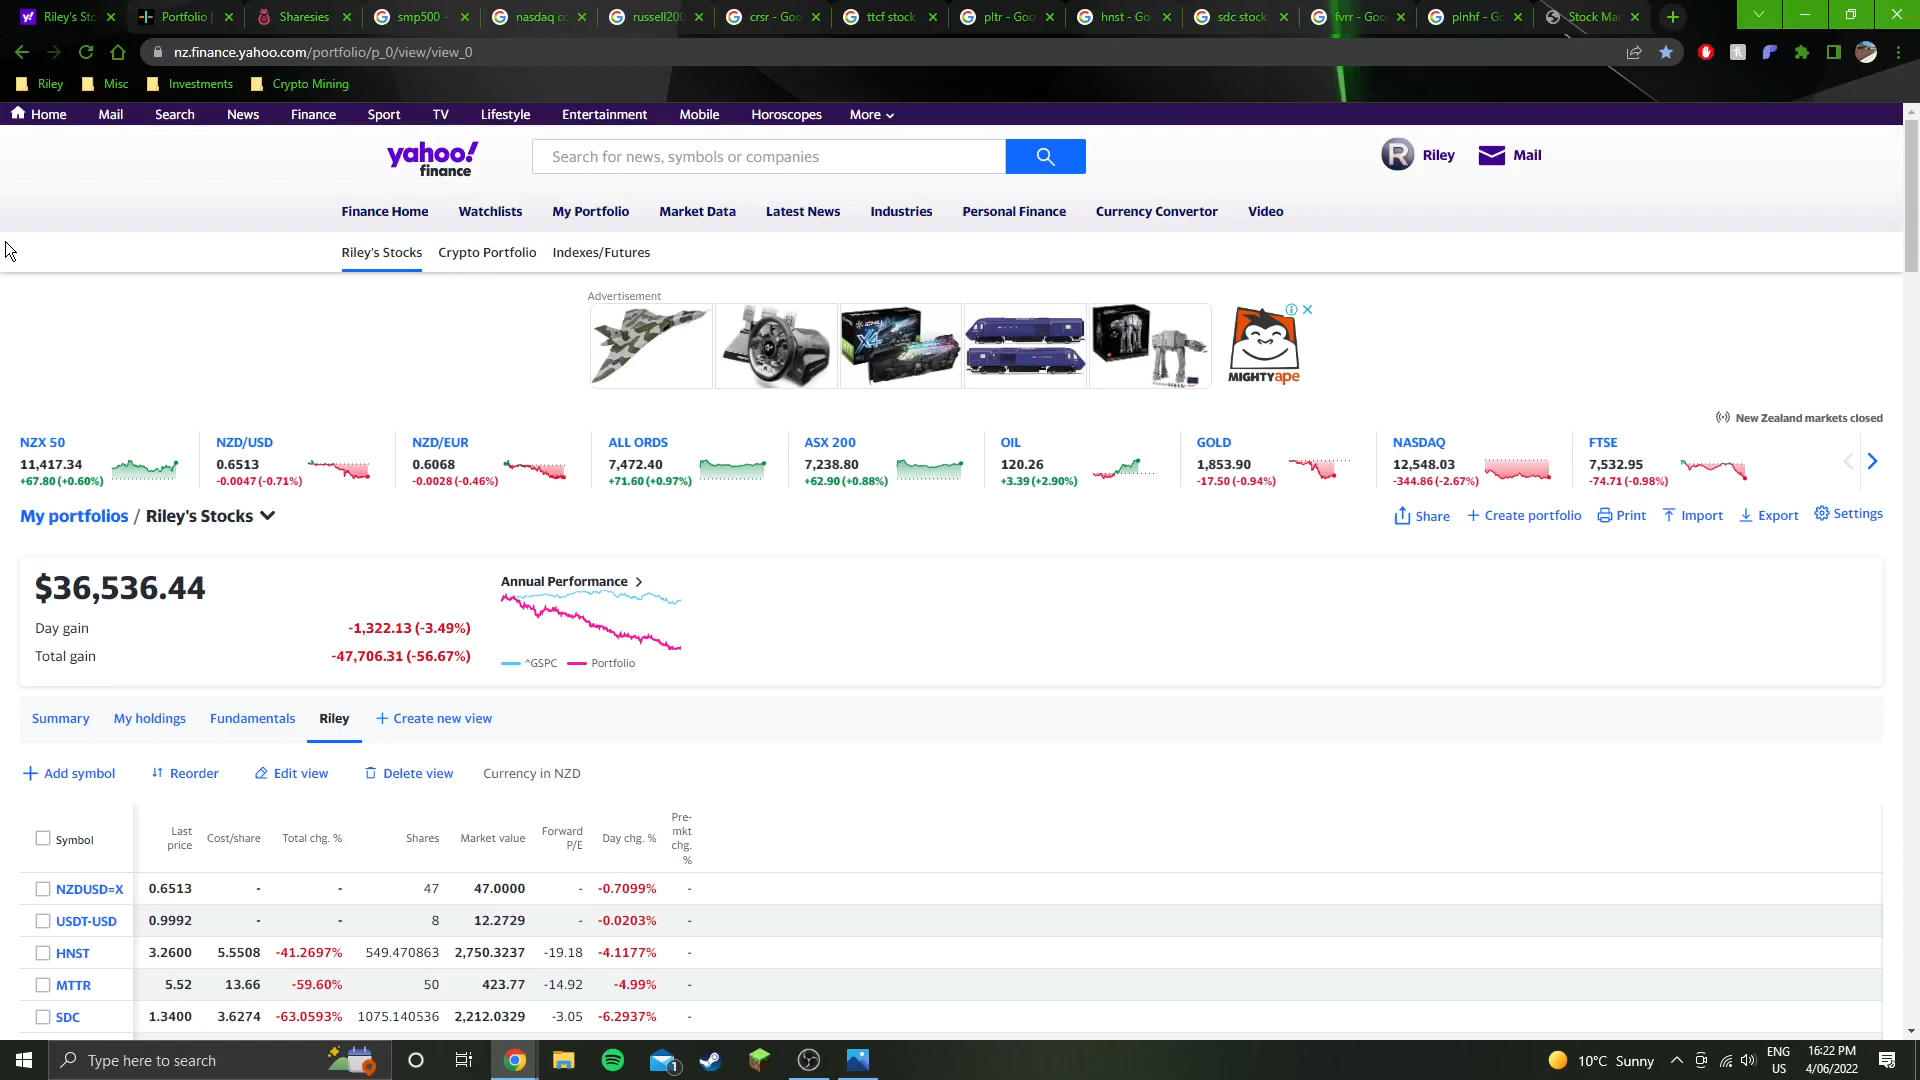 Riley's Sto
Portfolio |
Sharesies
smp500 -
nasdaq co
russell200
crsr - Goo
ttcf stock
pltr - Goo
hnst - Go
sdc stock
fvrr - Goo
plnhf - Go
Stock Mar
nz.finance.yahoo.com/portfolio/p_0/view/view_0
Riley Misc Investments Crypto Mining
Home Mail Search News Finance Sport TV Lifestyle Entertainment Mobile Horoscopes More
yahoo!
finance
Search for news, symbols or companies
R Riley Mail
Finance Home Watchlists My Portfolio Market Data Latest News Industries Personal Finance Currency Convertor Video
Riley's Stocks Crypto Portfolio Indexes/Futures
Advertisement
MIGHTYape
New Zealand markets closed
NZX 50 NZD/USD NZD/EUR ALL ORDS ASX 200 OIL GOLD NASDAQ FTSE
11,417.34 0.6513 0.6068 7,472.40 7,238.80 120.26 1,853.90 12,548.03 7,532.95
+67.80 (+0.60%) -0.0047 (-0.71%) -0.0028 (-0.46%) +71.60 (+0.97%) +62.90 (+0.88%) +3.39 (+2.90%) -17.50 (-0.94%) -344.86 (-2.67%) -74.71 (-0.98%)
My portfolios / Riley's Stocks
Share + Create portfolio Print Import Export Settings
$36,536.44
Day gain -1,322.13 (-3.49%)
Total gain -47,706.31 (-56.67%)
Annual Performance
^GSPC Portfolio
Summary My holdings Fundamentals Riley + Create new view
+ Add symbol Reorder Edit view Delete view Currency in NZD
Symbol Last price Cost/share Total chg. % Shares Market value Forward P/E Day chg. % Pre-mkt chg. %
NZDUSD=X 0.6513 - - 47 47.0000 - -0.7099% -
USDT-USD 0.9992 - - 8 12.2729 - -0.0203% -
HNST 3.2600 5.5508 -41.2697% 549.470863 2,750.3237 -19.18 -4.1177% -
MTTR 5.52 13.66 -59.60% 50 423.77 -14.92 -4.99% -
SDC 1.3400 3.6274 -63.0593% 1075.140536 2,212.0329 -3.05 -6.2937% -
Type here to search
1
10°C Sunny
ENG
US
16:22 PM
4/06/2022